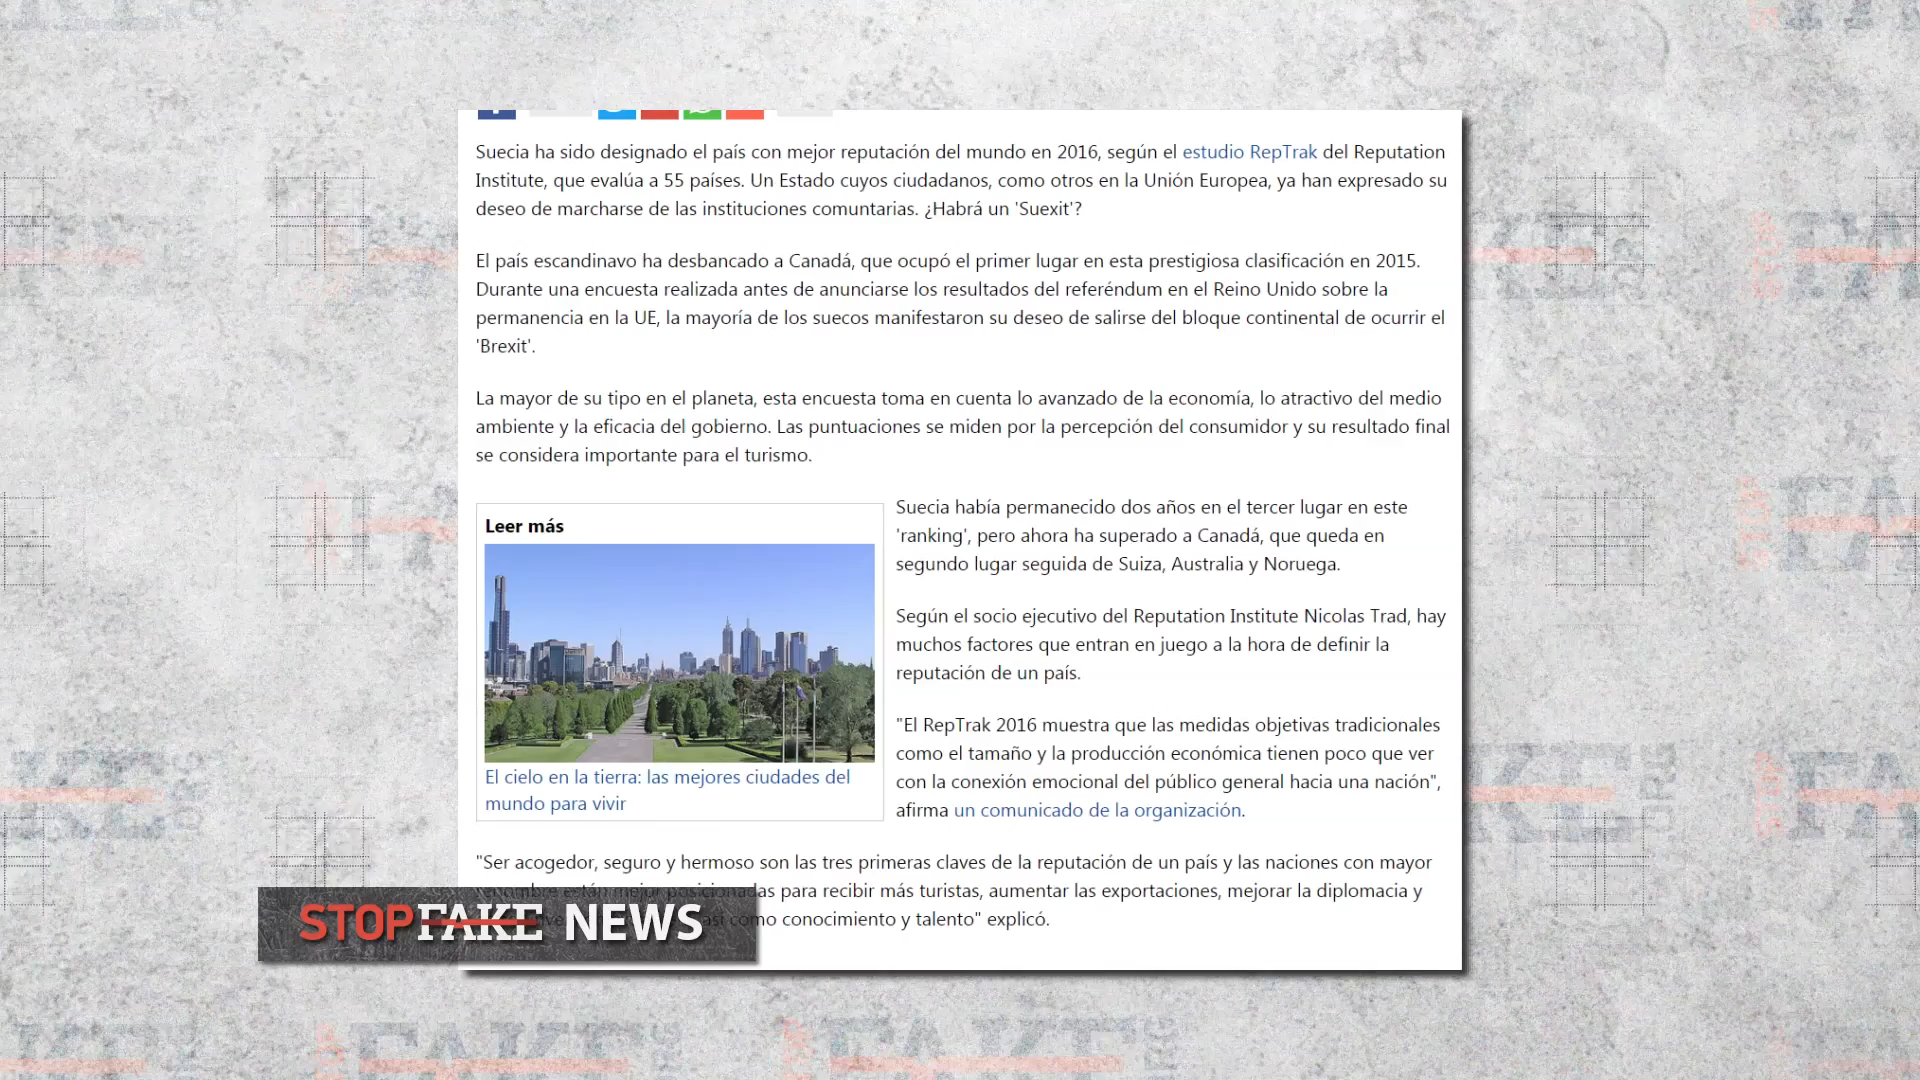 Suecia ha sido designado el país con mejor reputación del mundo en 2016, según el estudio RepTrak del Reputation
Institute, que evalúa a 55 países. Un Estado cuyos ciudadanos, como otros en la Unión Europea, ya han expresado su
deseo de marcharse de las instituciones comuntarias. ¿Habrá un 'Suexit'?
El país escandinavo ha desbancado a Canadá, que ocupó el primer lugar en esta prestigiosa clasificación en 2015.
Durante una encuesta realizada antes de anunciarse los resultados del referéndum en el Reino Unido sobre la
permanencia en la UE, la mayoría de los suecos manifestaron su deseo de salirse del bloque continental de ocurrir el
'Brexit'.
La mayor de su tipo en el planeta, esta encuesta toma en cuenta lo avanzado de la economía, lo atractivo del medio
ambiente y la eficacia del gobierno. Las puntuaciones se miden por la percepción del consumidor y su resultado final
se considera importante para el turismo.
Leer más
El cielo en la tierra: las mejores ciudades del
mundo para vivir
Suecia había permanecido dos años en el tercer lugar en este
'ranking', pero ahora ha superado a Canadá, que queda en
segundo lugar seguida de Suiza, Australia y Noruega.
Según el socio ejecutivo del Reputation Institute Nicolas Trad, hay
muchos factores que entran en juego a la hora de definir la
reputación de un país.
"El RepTrak 2016 muestra que las medidas objetivas tradicionales
como el tamaño y la producción económica tienen poco que ver
con la conexión emocional del público general hacia una nación",
afirma un comunicado de la organización.
"Ser acogedor, seguro y hermoso son las tres primeras claves de la reputación de un país y las naciones con mayor
están mejor posicionadas para recibir más turistas, aumentar las exportaciones, mejorar la diplomacia y
así como conocimiento y talento" explicó.
STOPFAKE NEWS